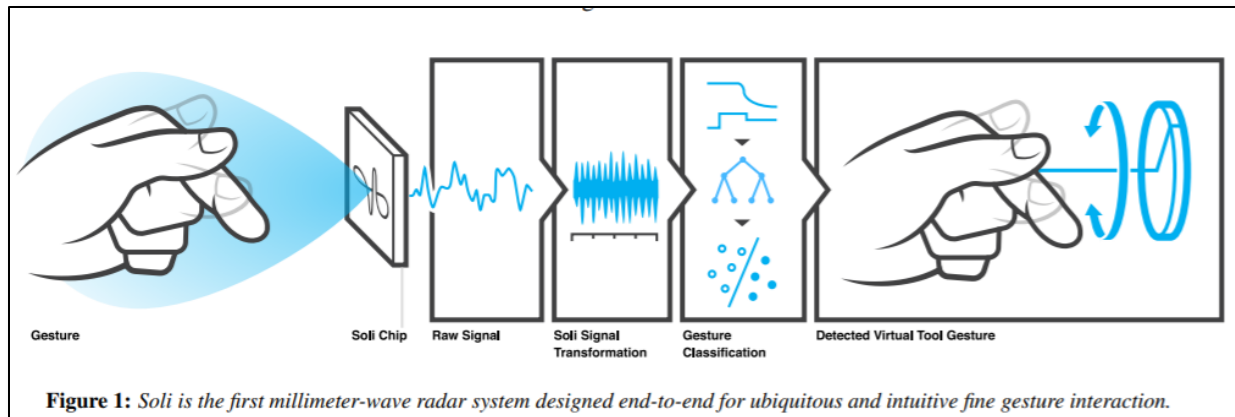 Gesture
Soli Chip
Raw Signal
Soli Signal
Transformation
Gesture
Classification
Detected Virtual Tool Gesture
Figure 1: Soli is the first millimeter-wave radar system designed end-to-end for ubiquitous and intuitive fine gesture interaction.